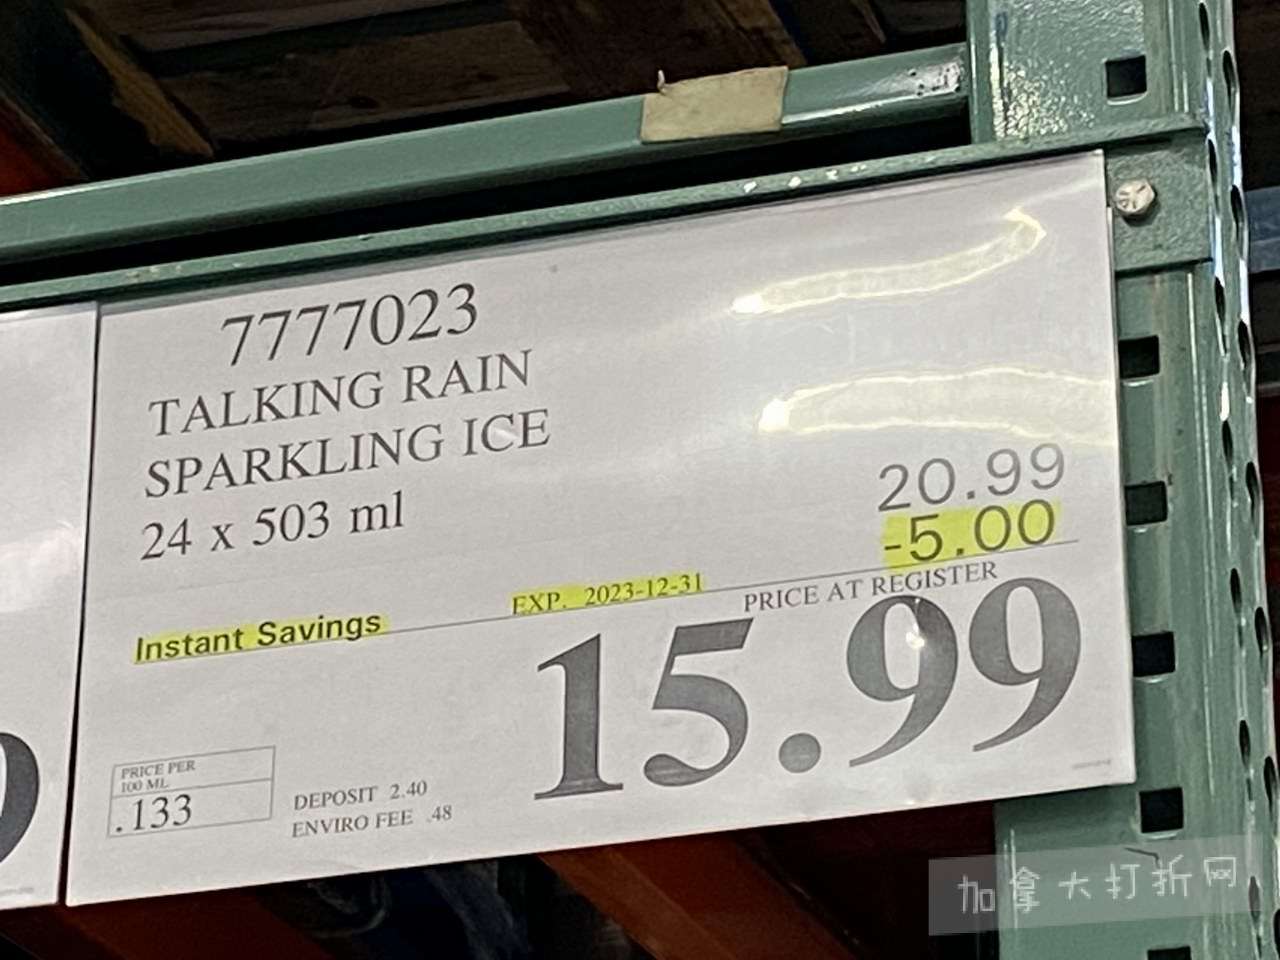 7777023
TALKING RAIN
SPARKLING ICE
24 x 503 ml
20.99
-5.00
Instant Savings
EXP. 2023-12-31
PRICE AT REGISTER
15.99
PRICE PER
100 ML
.133
DEPOSIT 2.40
ENVIRO FEE .48
加拿大打折网